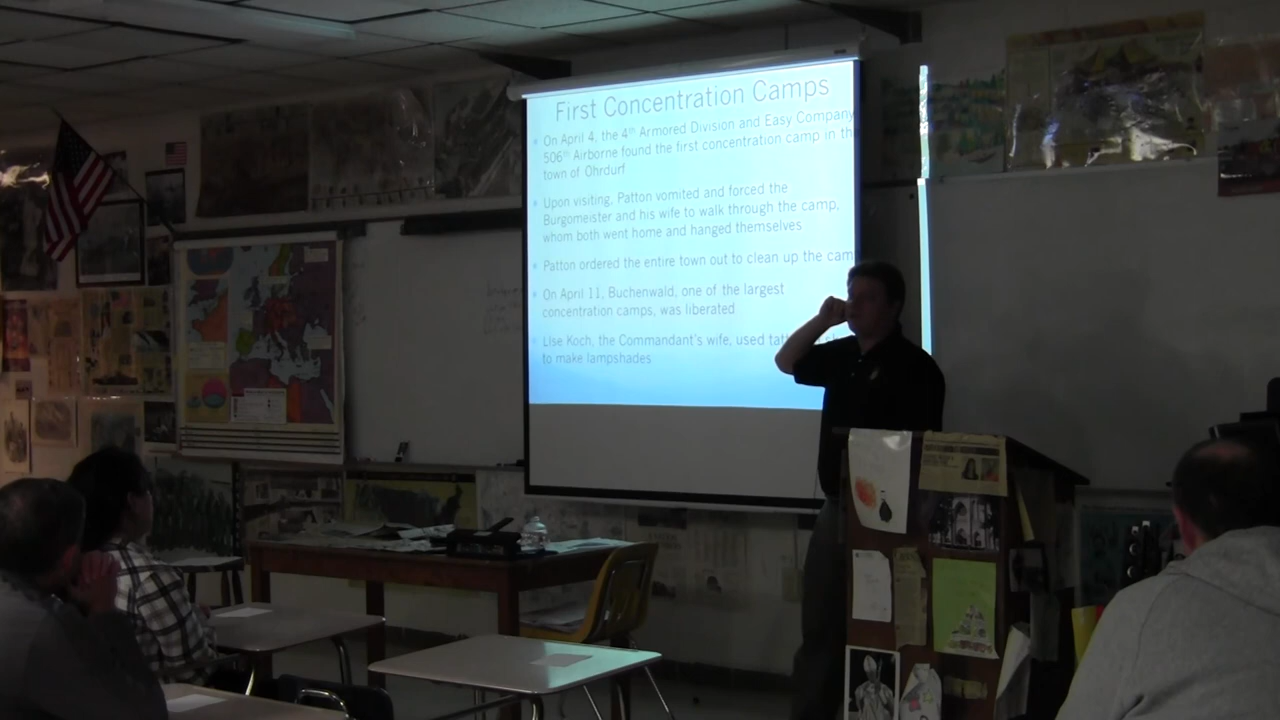 First Concentration Camps
On April 4, the 4th Armored Division and Easy Company
506th Airborne found the first concentration camp in the
town of Ohrdurf
Upon visiting, Patton vomited and forced the
Burgomeister and his wife to walk through the camp,
whom both went home and hanged themselves
Patton ordered the entire town out to clean up the cam
On April 11, Buchenwald, one of the largest
concentration camps, was liberated
Llse Koch, the Commandant's wife, used
to make lampshades